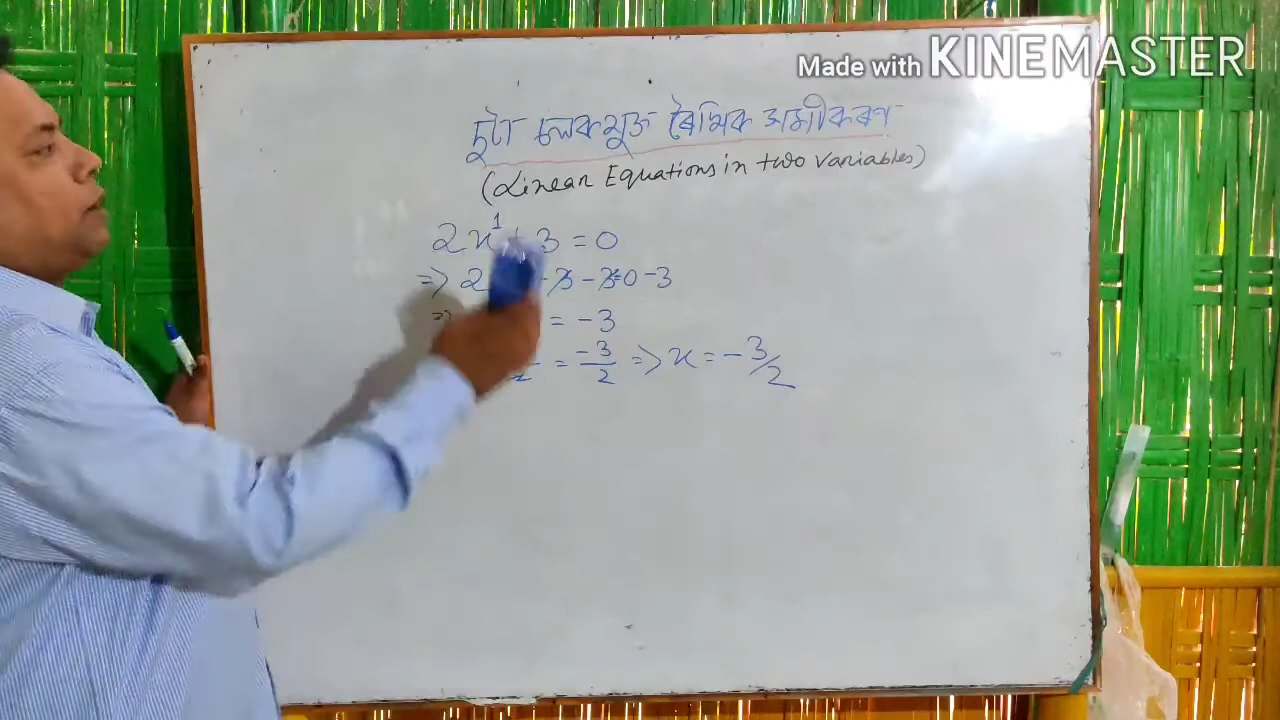 Made with KINEMASTER
দুটা চলকযুক্ত ৰৈখিক সমীকৰণ
(Linear Equations in two variables)
2x¹ + 3 = 0
=> 2 - 3 - 3 = 0 - 3
=> = -3
= -3/2 => x = -3/2